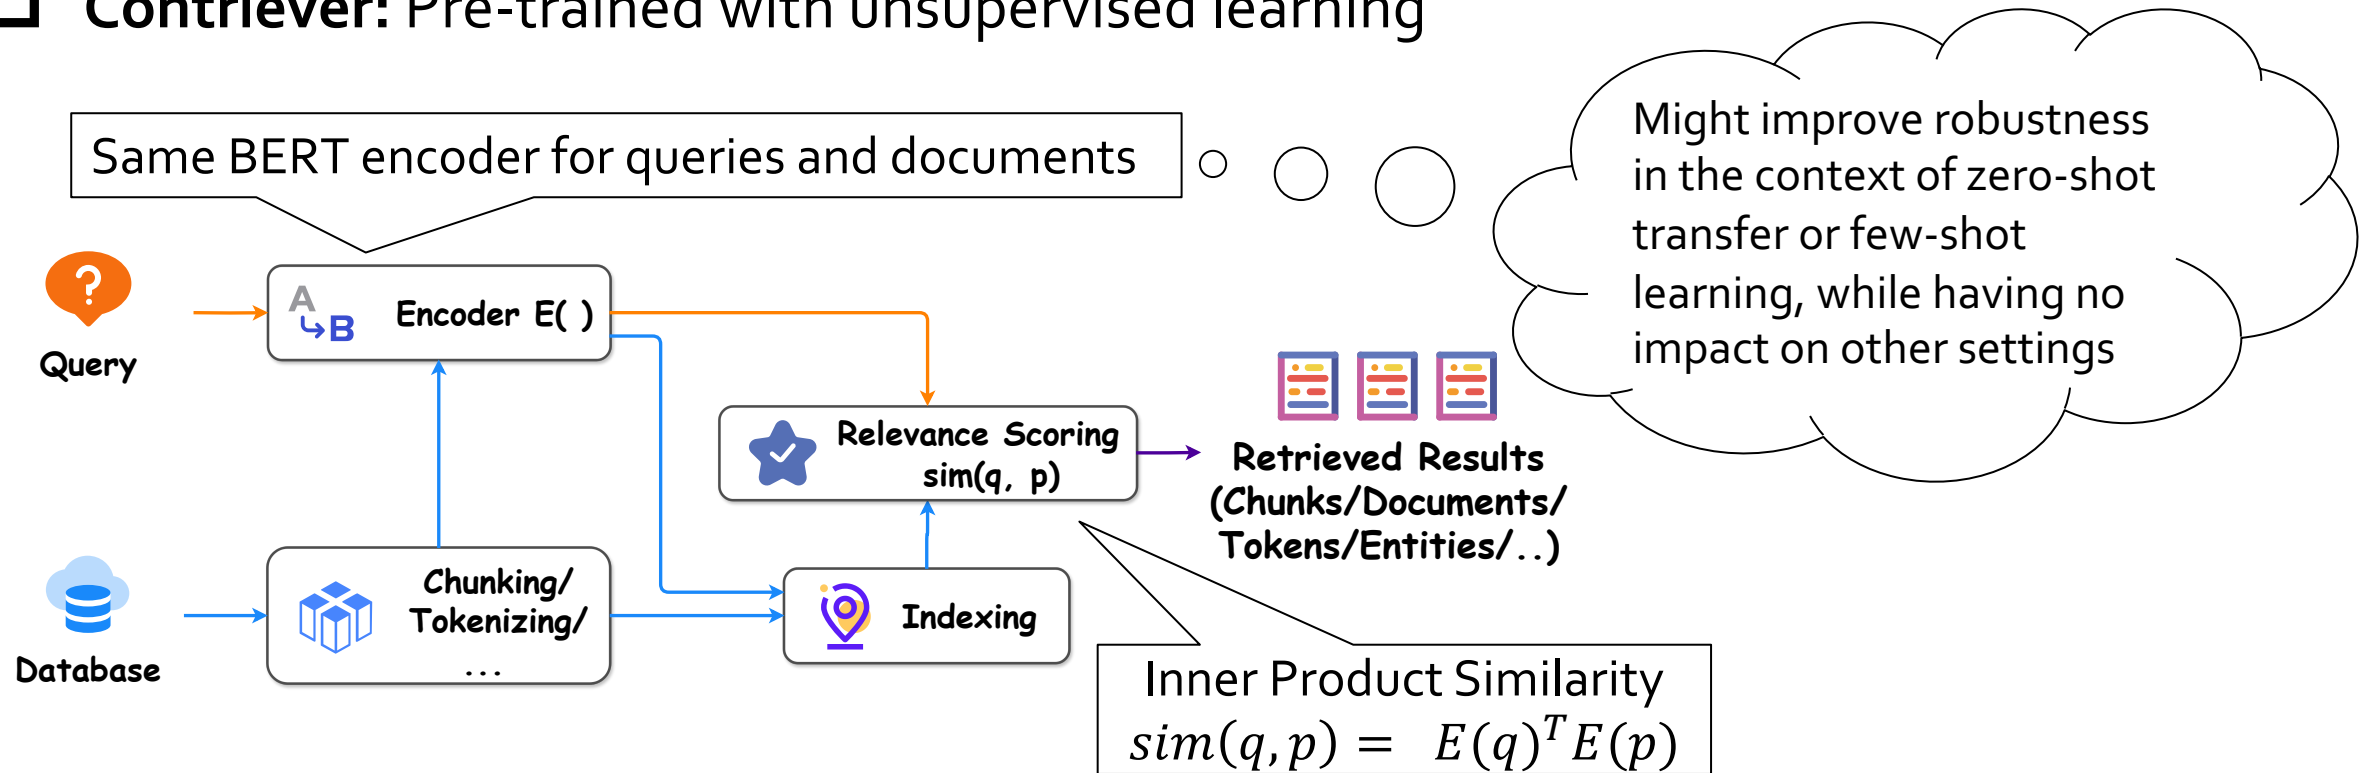 Contriever: Pre-trained with unsupervised learning
Same BERT encoder for queries and documents
Might improve robustness
in the context of zero-shot
transfer or few-shot
learning, while having no
impact on other settings
?
Query
A
B
Encoder E( )
Relevance Scoring
sim(q, p)
Retrieved Results
(Chunks/Documents/
Tokens/Entities/..)
Database
Chunking/
Tokenizing/
...
Indexing
Inner Product Similarity
sim(q,p) = E(q)^T E(p)